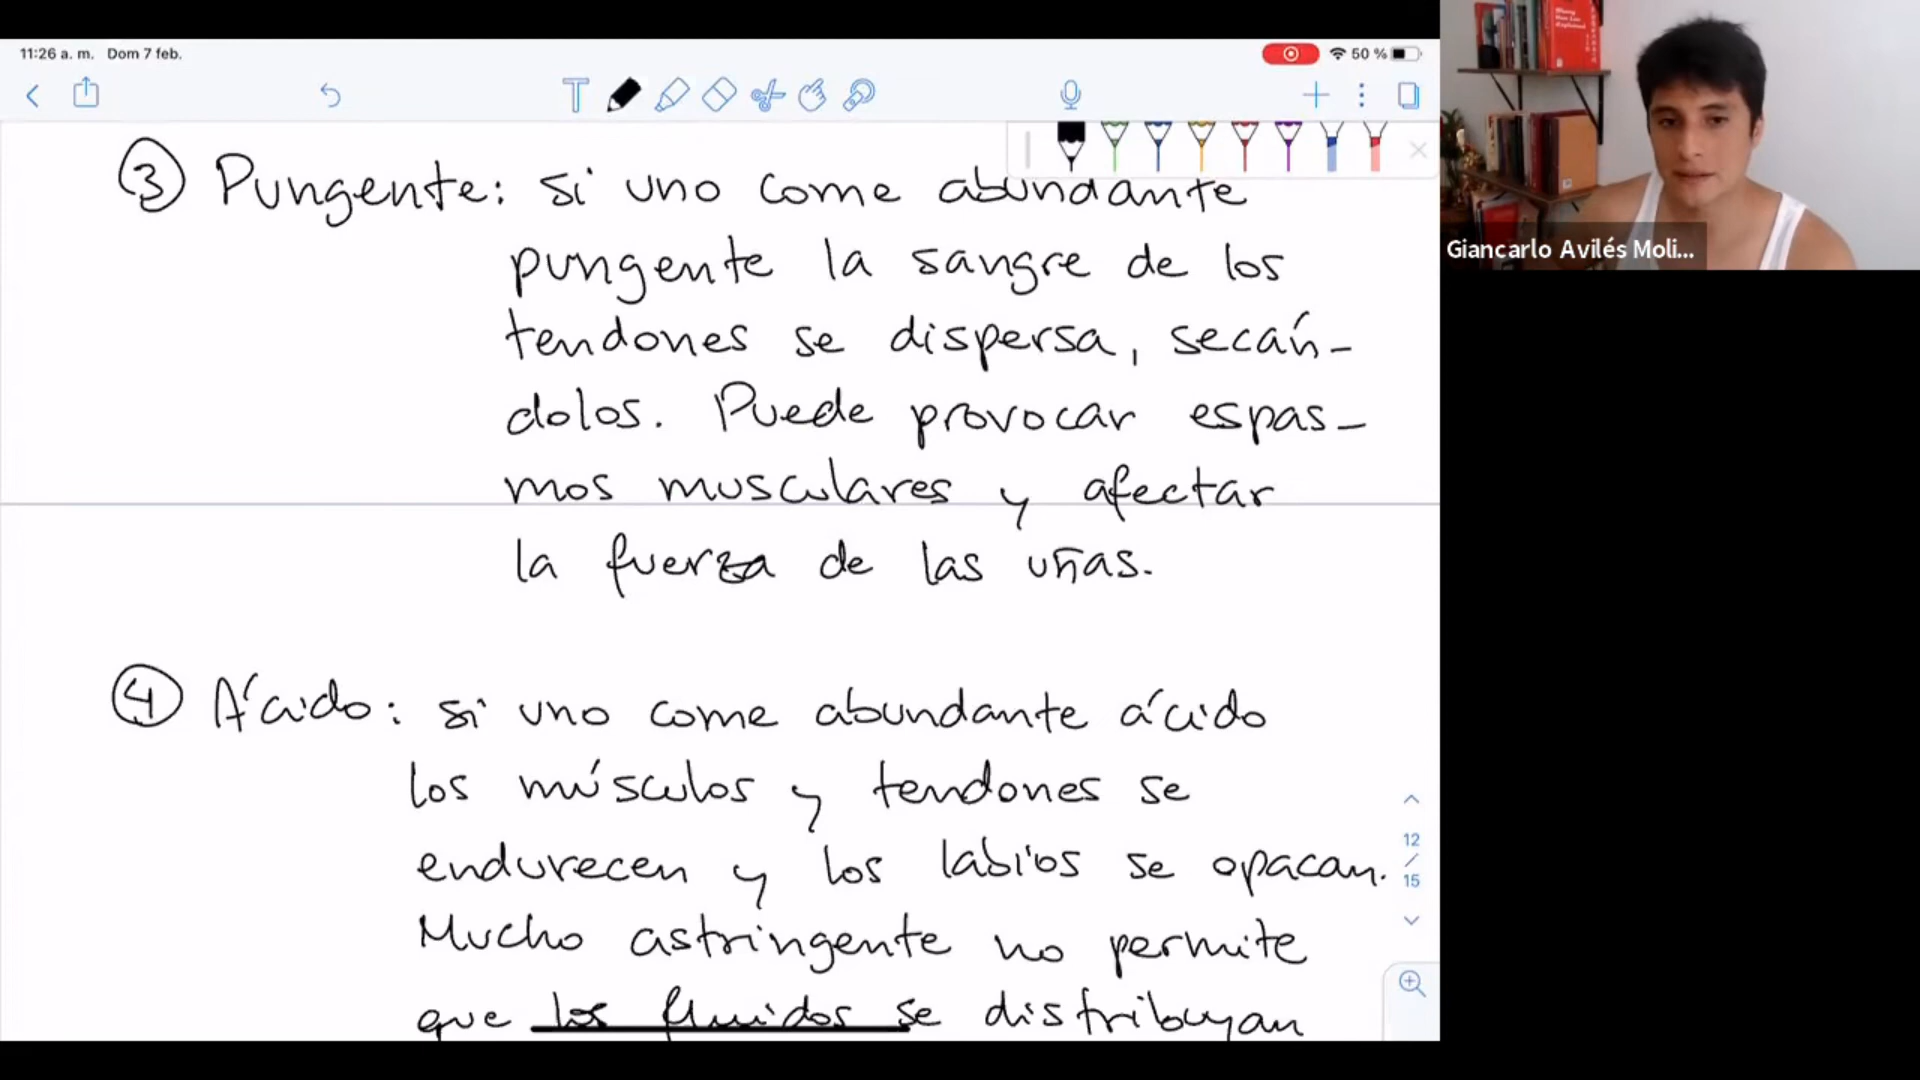 11:26 a. m. Dom 7 feb.
50 %
③ Pungente: si uno come abundante
pungente la sangre de los
tendones se dispersa, secán-
dolos. Puede provocar espas-
mos musculares y afectar
la fuerza de las uñas.
④ Ácido: si uno come abundante ácido
los músculos y tendones se
endurecen y los labios se opacan.
Mucho astringente no permite
que los fluidos se distribuyan
12
/
15
Giancarlo Avilés Moli...